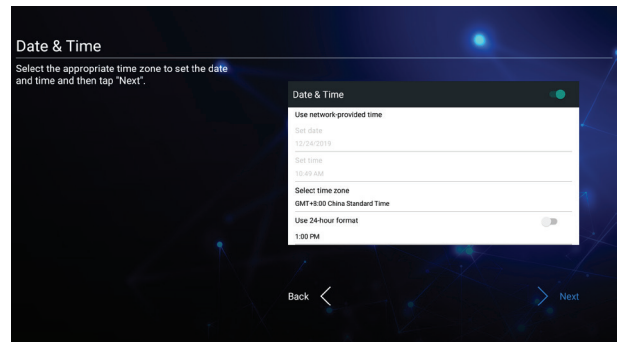 Date & Time
Select the appropriate time zone to set the date
and time and then tap "Next".
Date & Time
Use network-provided time
Set date
12/24/2019
Set time
10:49 AM
Select time zone
GMT+8:00 China Standard Time
Use 24-hour format
1:00 PM
Back
Next